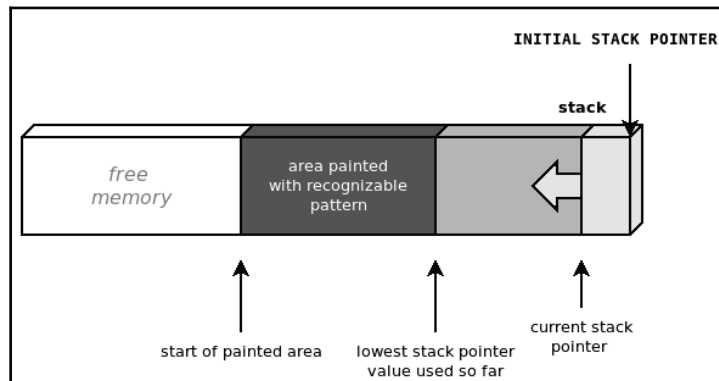 INITIAL STACK POINTER
stack
free
memory
area painted
with recognizable
pattern
start of painted area
lowest stack pointer
value used so far
current stack
pointer